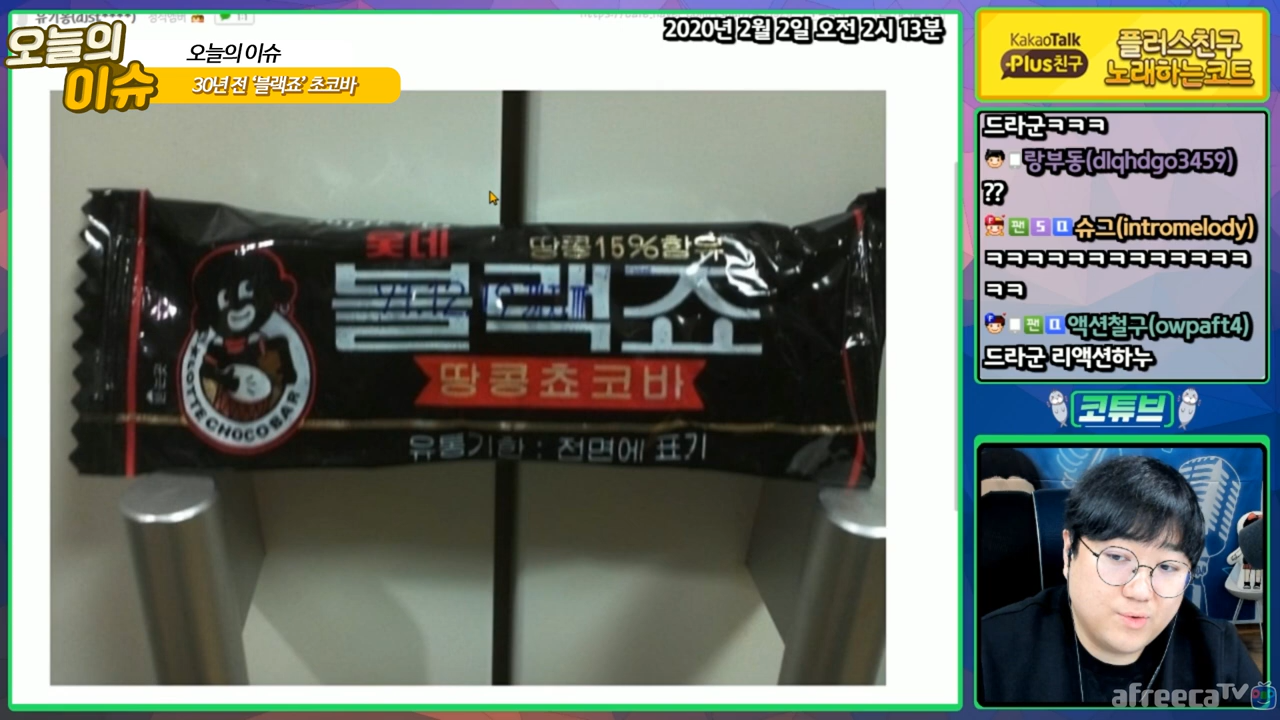 오늘의
이슈
오늘의 이슈
30년 전 '블랙죠' 초코바
2020년 2월 2일 오전 2시 13분
롯데
땅콩15%함유
블랙죠
땅콩쵸코바
LOTTE CHOCO BAR
유통기한 : 전면에 표기
KakaoTalk
Plus친구
플러스친구
노래하는코트
드라군ㅋㅋㅋ
랑부동(dlqhdgo3459)
??
팬 S 슈그(intromelody)
ㅋㅋㅋㅋㅋㅋㅋㅋㅋㅋㅋㅋㅋ
ㅋㅋ
팬 액션철구(owpaft4)
드라군 리액션하누
코튜브
afreecaTV